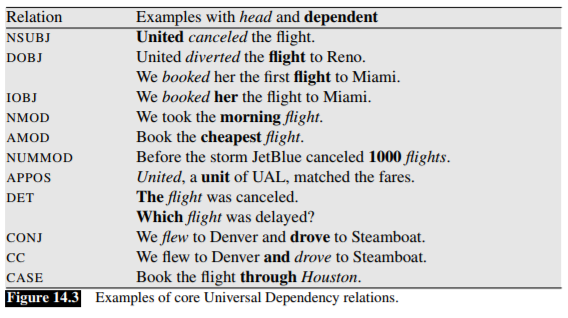 Relation Examples with head and dependent
NSUBJ United canceled the flight.
DOBJ United diverted the flight to Reno.
We booked her the first flight to Miami.
IOBJ We booked her the flight to Miami.
NMOD We took the morning flight.
AMOD Book the cheapest flight.
NUMMOD Before the storm JetBlue canceled 1000 flights.
APPOS United, a unit of UAL, matched the fares.
DET The flight was canceled.
Which flight was delayed?
CONJ We flew to Denver and drove to Steamboat.
CC We flew to Denver and drove to Steamboat.
CASE Book the flight through Houston.
Figure 14.3 Examples of core Universal Dependency relations.